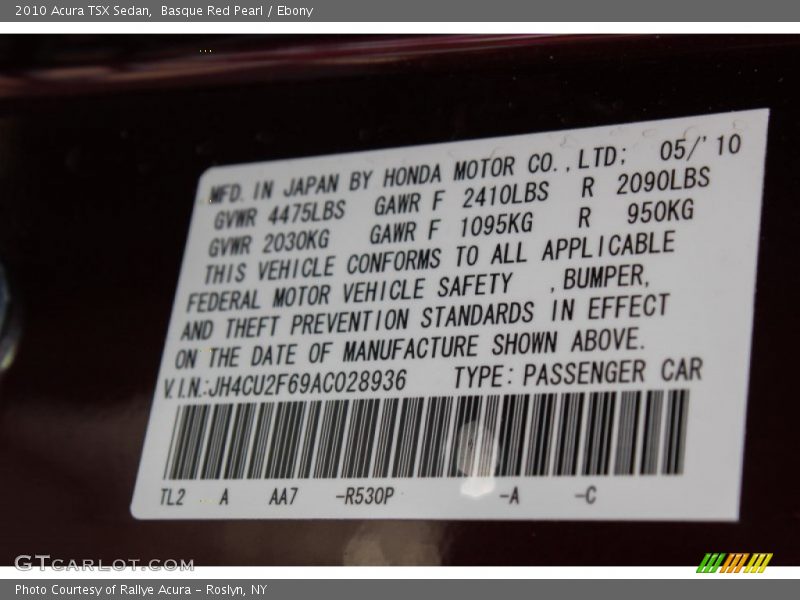 2010 Acura TSX Sedan, Basque Red Pearl / Ebony
MFD. IN JAPAN BY HONDA MOTOR CO., LTD; 05/'10
GVWR 4475LBS GAWR F 2410LBS R 2090LBS
GVWR 2030KG GAWR F 1095KG R 950KG
THIS VEHICLE CONFORMS TO ALL APPLICABLE
FEDERAL MOTOR VEHICLE SAFETY , BUMPER,
AND THEFT PREVENTION STANDARDS IN EFFECT
ON THE DATE OF MANUFACTURE SHOWN ABOVE.
V.I.N.:JH4CU2F69AC028936 TYPE: PASSENGER CAR
TL2 A AA7 -R530P -A -C
GTcarlot.com
Photo Courtesy of Rallye Acura - Roslyn, NY